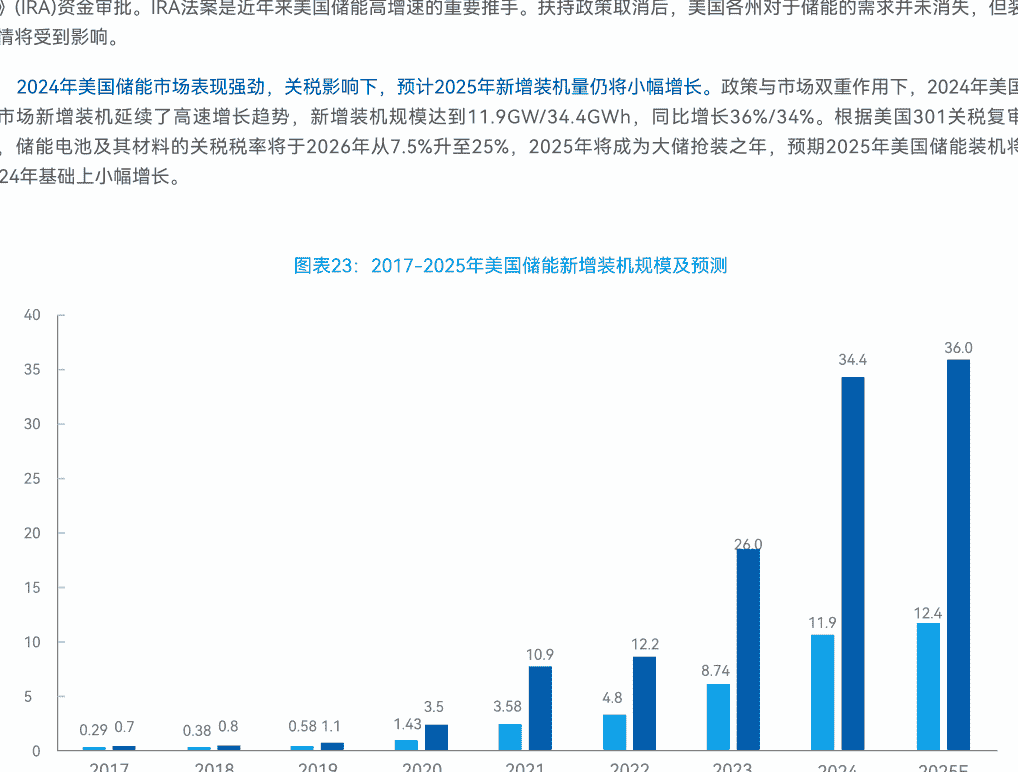 》(IRA)资金审批。IRA法案是近年来美国储能高增速的重要推手。扶持政策取消后，美国各州对于储能的需求并未消失，但装
情将受到影响。
2024年美国储能市场表现强劲，关税影响下，预计2025年新增装机量仍将小幅增长。政策与市场双重作用下，2024年美国
市场新增装机延续了高速增长趋势，新增装机规模达到11.9GW/34.4GWh，同比增长36%/34%。根据美国301关税复审
，储能电池及其材料的关税税率将于2026年从7.5%升至25%，2025年将成为大储抢装之年，预期2025年美国储能装机将
24年基础上小幅增长。
图表23：2017-2025年美国储能新增装机规模及预测
40
35
30
25
20
15
10
5
0
0.29 0.7
0.38 0.8
0.58 1.1
1.43 3.5
3.58 10.9
4.8 12.2
8.74 26.0
11.9 34.4
12.4 36.0
2017 2018 2019 2020 2021 2022 2023 2024 2025E